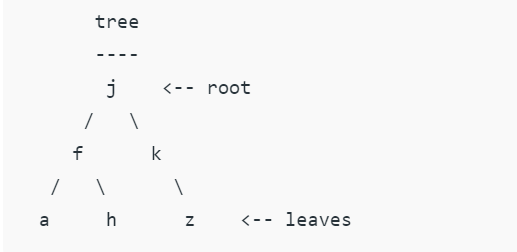 tree
----
j <-- root
/ \
f k
/ \ \
a h z <-- leaves